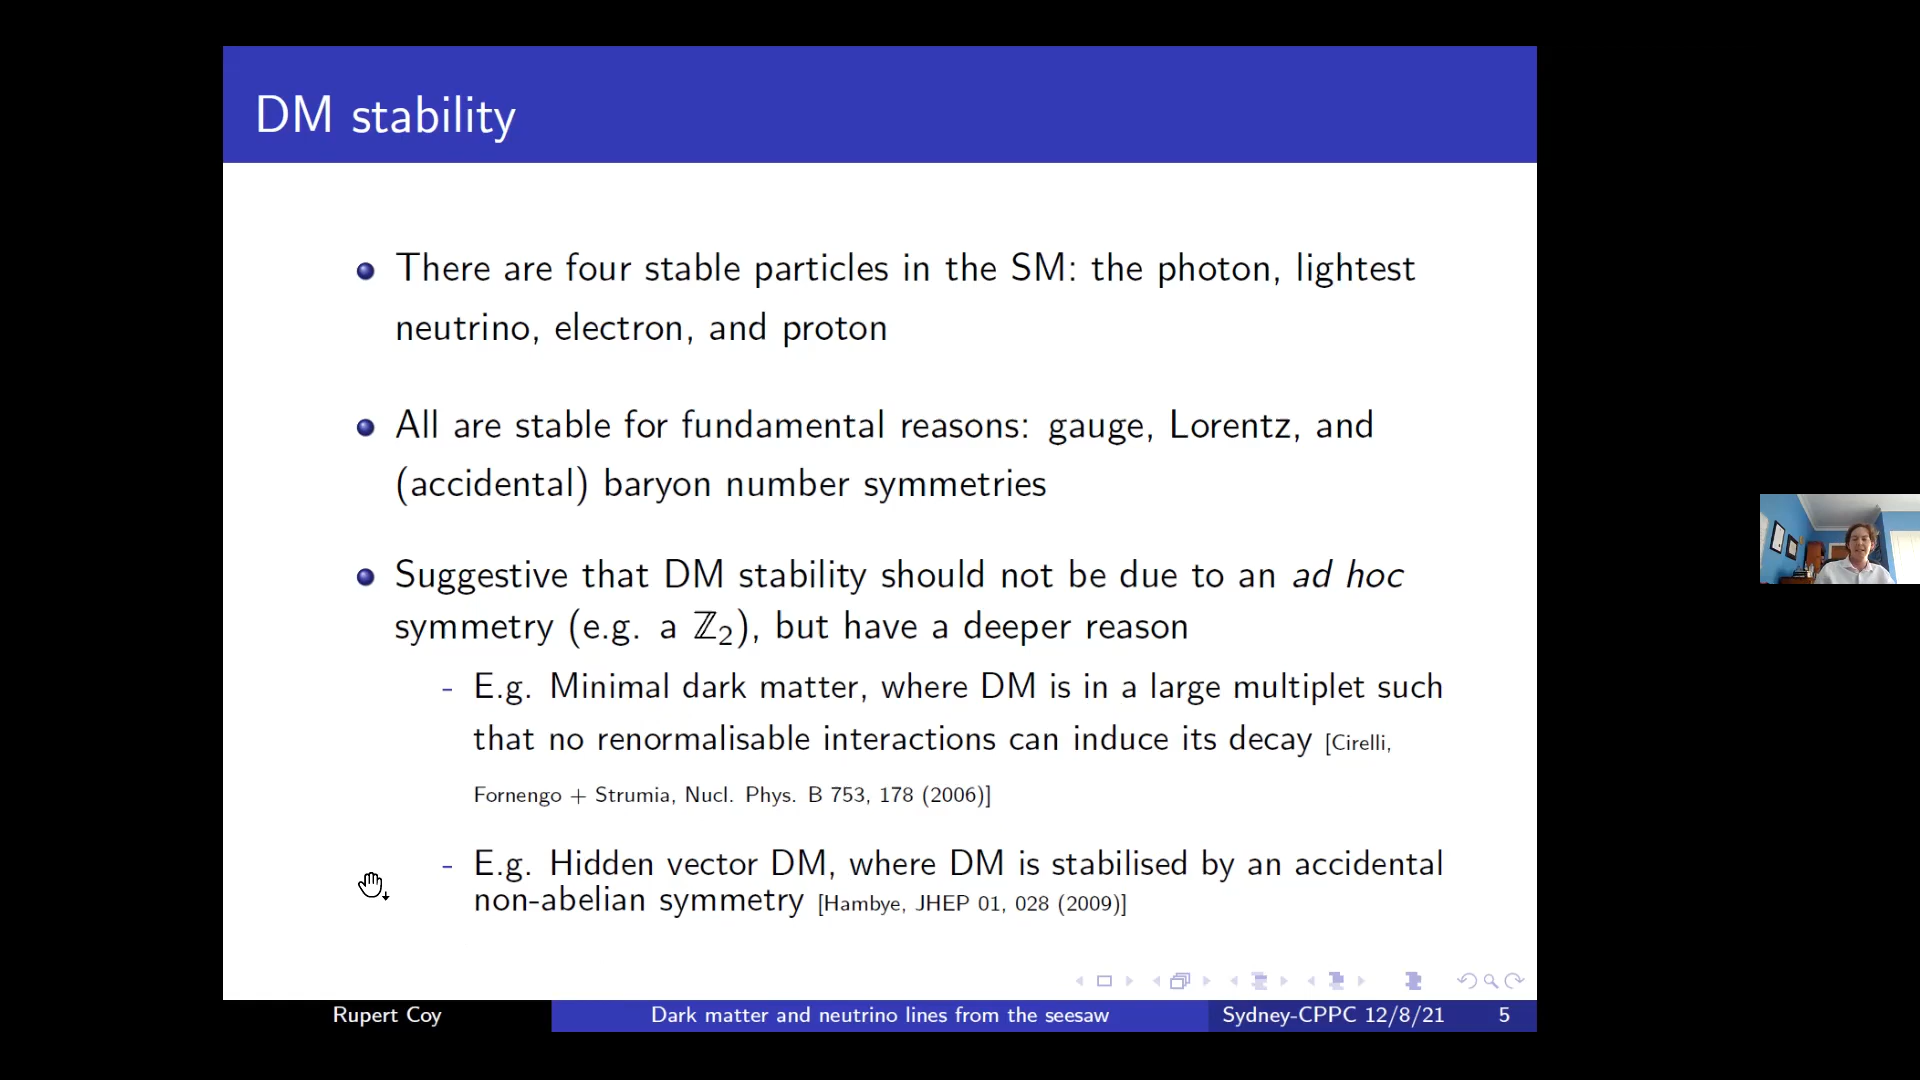 DM stability
There are four stable particles in the SM: the photon, lightest
neutrino, electron, and proton
All are stable for fundamental reasons: gauge, Lorentz, and
(accidental) baryon number symmetries
Suggestive that DM stability should not be due to an ad hoc
symmetry (e.g. a ℤ₂), but have a deeper reason
- E.g. Minimal dark matter, where DM is in a large multiplet such
that no renormalisable interactions can induce its decay [Cirelli,
Fornengo + Strumia, Nucl. Phys. B 753, 178 (2006)]
- E.g. Hidden vector DM, where DM is stabilised by an accidental
non-abelian symmetry [Hambye, JHEP 01, 028 (2009)]
Rupert Coy Dark matter and neutrino lines from the seesaw Sydney-CPPC 12/8/21 5